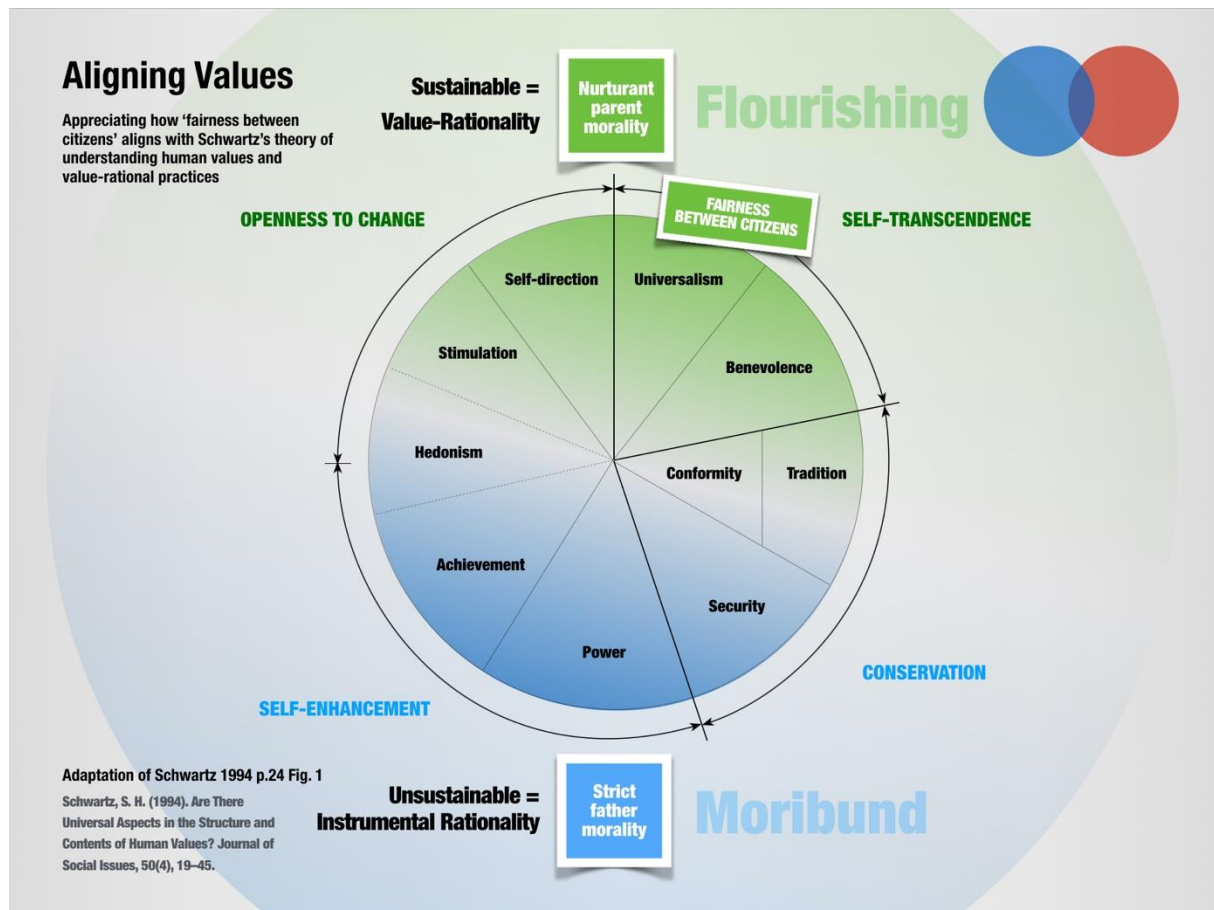 Aligning Values
Appreciating how ‘fairness between
citizens’ aligns with Schwartz’s theory of
understanding human values and
value-rational practices
Sustainable =
Value-Rationality
Nurturant
parent
morality
Flourishing
OPENNESS TO CHANGE
FAIRNESS
BETWEEN CITIZENS
SELF-TRANSCENDENCE
Self-direction
Universalism
Stimulation
Benevolence
Hedonism
Conformity
Tradition
Achievement
Security
Power
CONSERVATION
SELF-ENHANCEMENT
Adaptation of Schwartz 1994 p.24 Fig. 1
Schwartz, S. H. (1994). Are There
Universal Aspects in the Structure and
Contents of Human Values? Journal of
Social Issues, 50(4), 19–45.
Unsustainable =
Instrumental Rationality
Strict
father
morality
Moribund